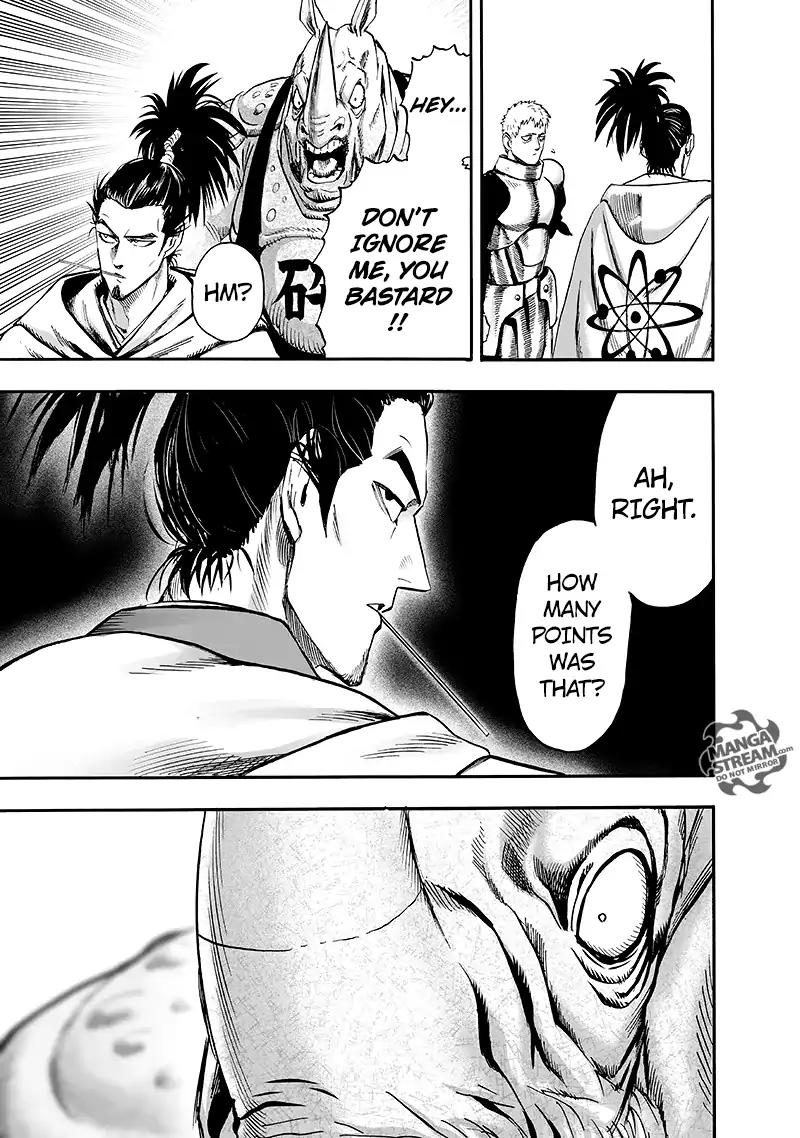 HEY...
DON'T
IGNORE
ME, YOU
BASTARD
!!
HM?
砕
AH,
RIGHT.
HOW
MANY
POINTS
WAS
THAT?
MANGA
STREAM.com
DO NOT MIRROR